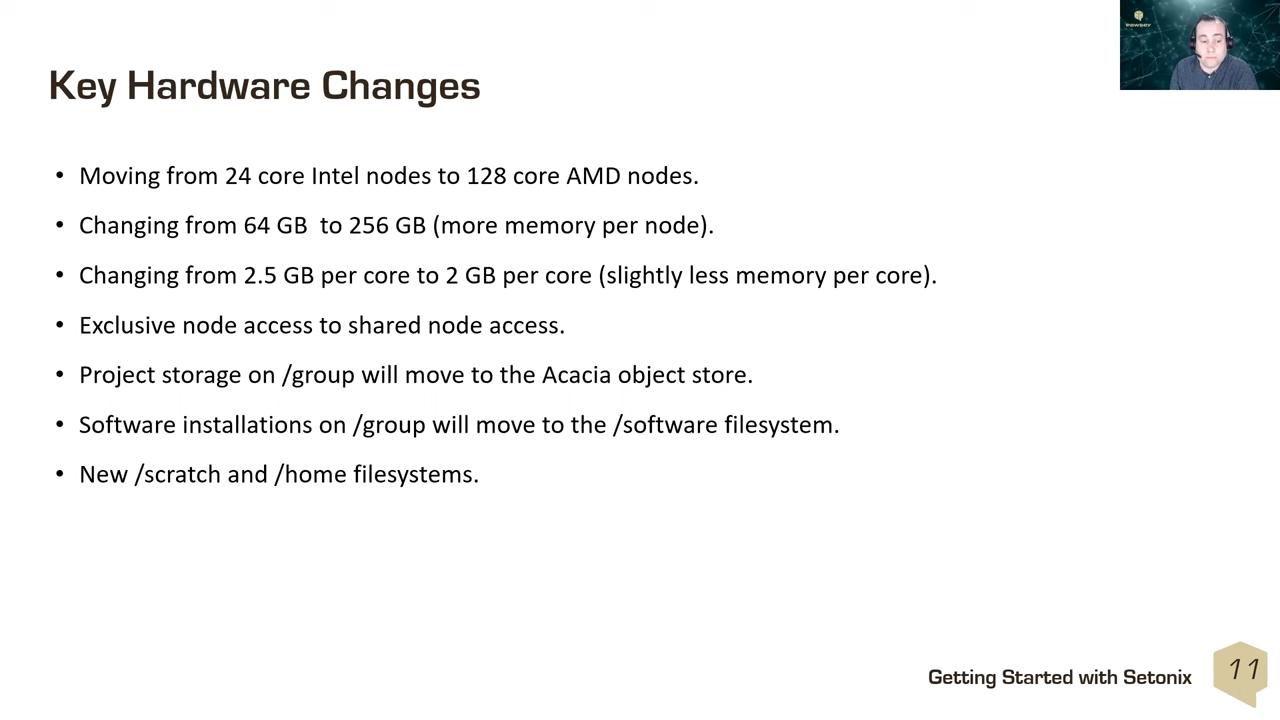 PAWSEY
Key Hardware Changes
• Moving from 24 core Intel nodes to 128 core AMD nodes.
• Changing from 64 GB  to 256 GB (more memory per node).
• Changing from 2.5 GB per core to 2 GB per core (slightly less memory per core).
• Exclusive node access to shared node access.
• Project storage on /group will move to the Acacia object store.
• Software installations on /group will move to the /software filesystem.
• New /scratch and /home filesystems.
Getting Started with Setonix
11